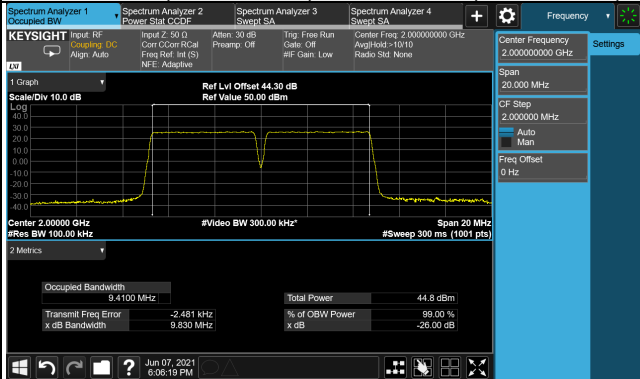 Spectrum Analyzer 1
Occupied BW
Spectrum Analyzer 2
Power Stat CCDF
Spectrum Analyzer 3
Swept SA
Spectrum Analyzer 4
Swept SA
Frequency
KEYSIGHT
LXI
Input: RF
Coupling: DC
Align: Auto
Input Z: 50 Ω
Corr CCorr RCal
Freq Ref: Int (S)
NFE: Adaptive
Atten: 30 dB
Preamp: Off
Trig: Free Run
Gate: Off
#IF Gain: Low
Center Freq: 2.000000000 GHz
Avg|Hold:>10/10
Radio Std: None
Center Frequency
2.000000000 GHz
Settings
Span
20.000 MHz
CF Step
2.000000 MHz
Auto
Man
Freq Offset
0 Hz
1 Graph
Scale/Div 10.0 dB
Ref Lvl Offset 44.30 dB
Ref Value 50.00 dBm
Log
40.0
30.0
20.0
10.0
0.00
-10.0
-20.0
-30.0
-40.0
Center 2.00000 GHz
#Res BW 100.00 kHz
#Video BW 300.00 kHz*
Span 20 MHz
#Sweep 300 ms (1001 pts)
2 Metrics
Occupied Bandwidth
9.4100 MHz
Total Power 44.8 dBm
Transmit Freq Error -2.481 kHz
% of OBW Power 99.00 %
x dB Bandwidth 9.830 MHz
x dB -26.00 dB
?
Jun 07, 2021
6:06:19 PM